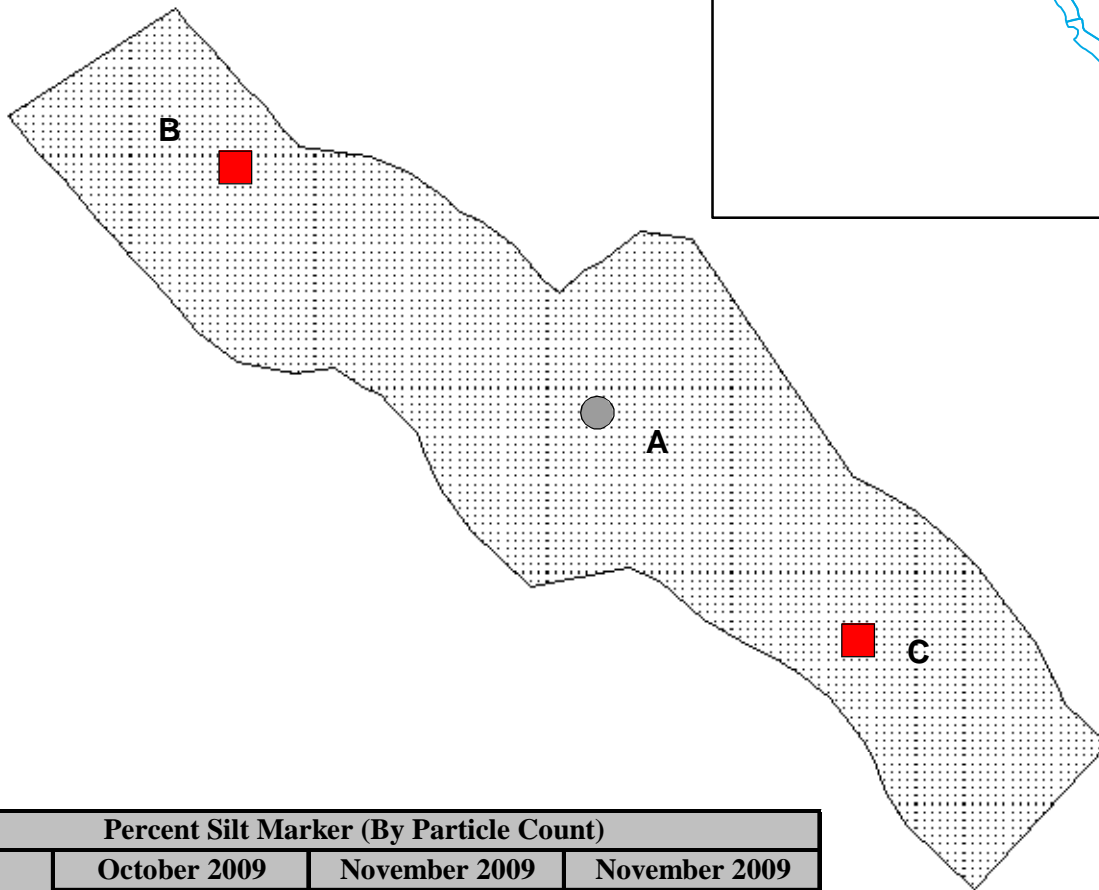 B
A
C
Percent Silt Marker (By Particle Count)
October 2009 November 2009 November 2009